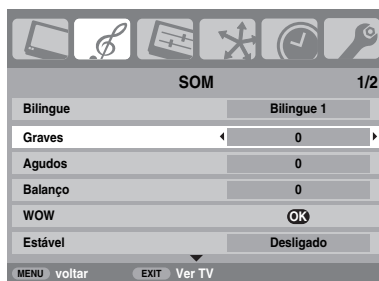 SOM 1/2
Bilingue Bilingue 1
Graves 0
Agudos 0
Balanço 0
WOW OK
Estável Desligado
MENU voltar EXIT Ver TV